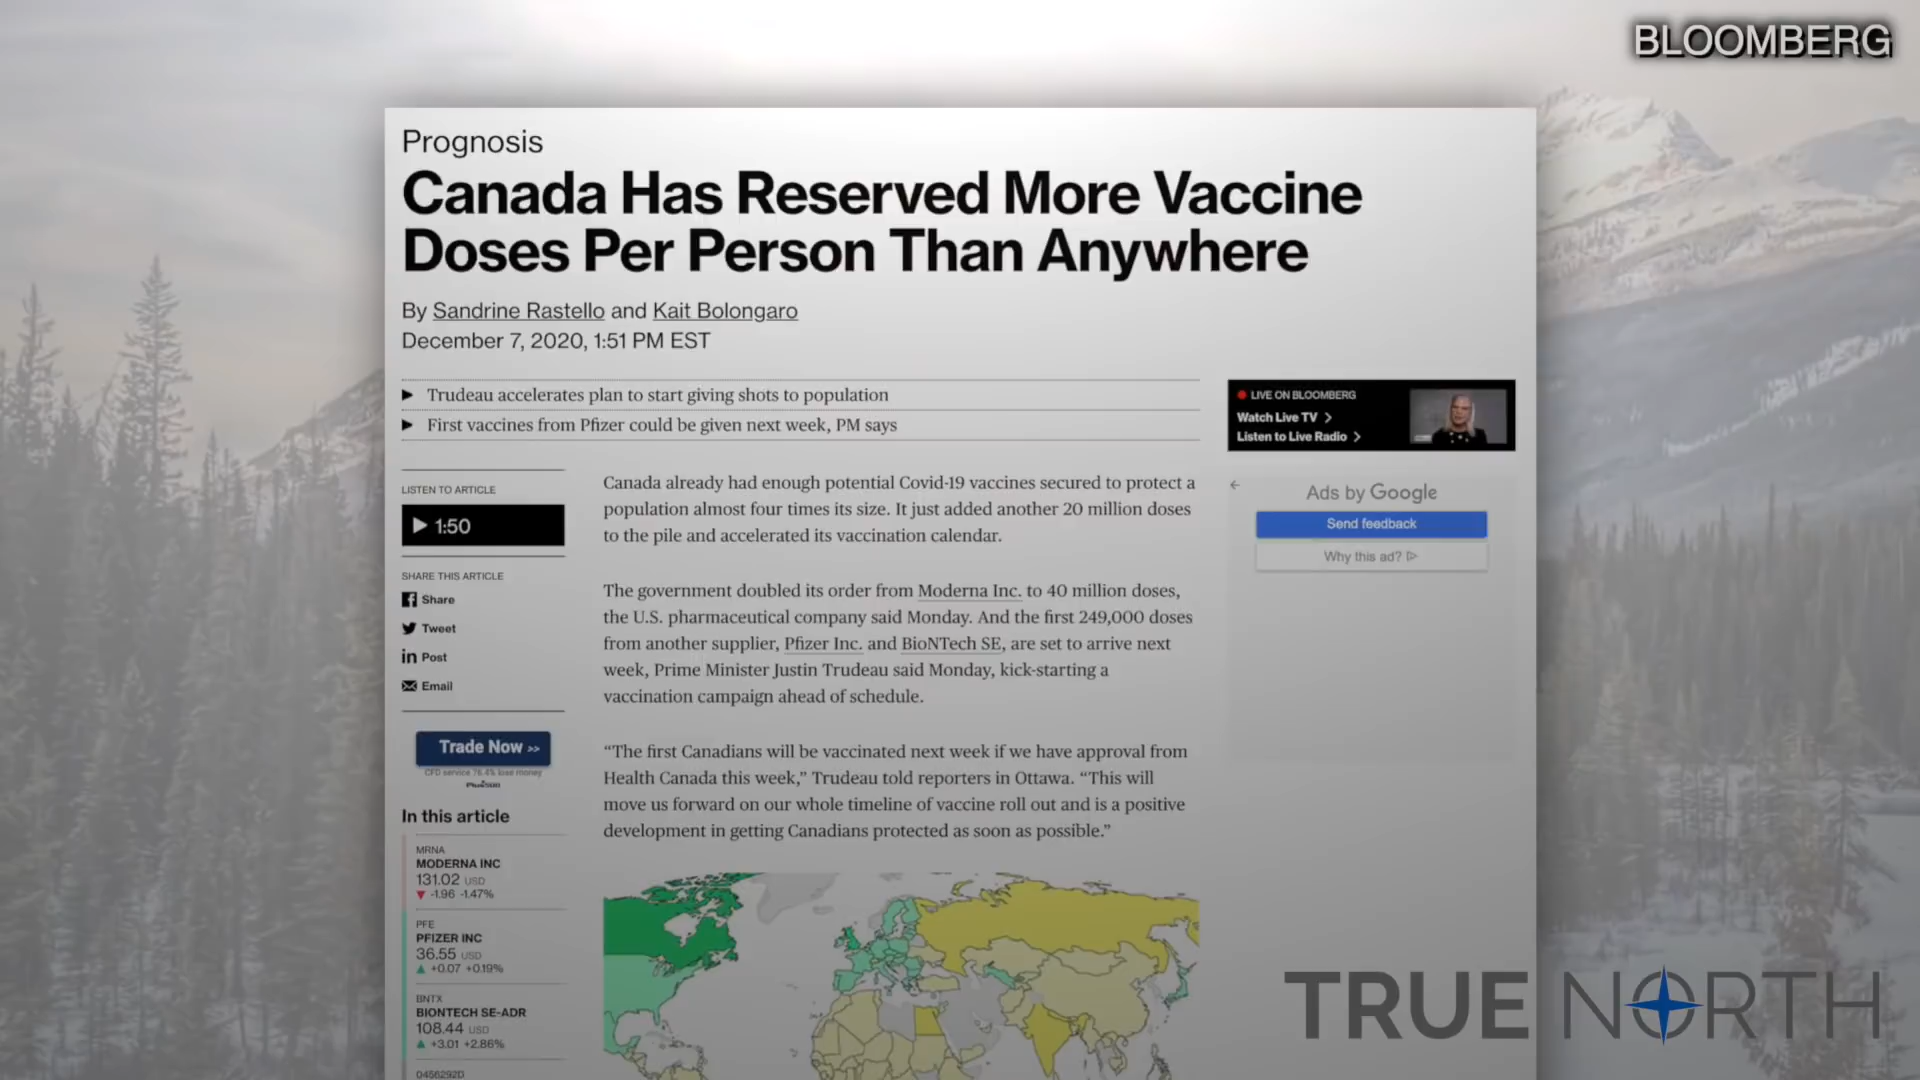 BLOOMBERG
Prognosis
Canada Has Reserved More Vaccine
Doses Per Person Than Anywhere
By Sandrine Rastello and Kait Bolongaro
December 7, 2020, 1:51 PM EST
Trudeau accelerates plan to start giving shots to population
First vaccines from Pfizer could be given next week, PM says
LIVE ON BLOOMBERG
Watch Live TV
Listen to Live Radio
Ads by Google
Send feedback
Why this ad?
LISTEN TO ARTICLE
1:50
SHARE THIS ARTICLE
Share
Tweet
Post
Email
Trade Now >>
CFD service 76.4% lose money
Plus500
In this article
MRNA
MODERNA INC
131.02 USD
▼ -1.96 -1.47%
PFE
PFIZER INC
36.55 USD
▲ +0.07 +0.19%
BNTX
BIONTECH SE-ADR
108.44 USD
▲ +3.01 +2.86%
0456292D
Canada already had enough potential Covid-19 vaccines secured to protect a
population almost four times its size. It just added another 20 million doses
to the pile and accelerated its vaccination calendar.
The government doubled its order from Moderna Inc. to 40 million doses,
the U.S. pharmaceutical company said Monday. And the first 249,000 doses
from another supplier, Pfizer Inc. and BioNTech SE, are set to arrive next
week, Prime Minister Justin Trudeau said Monday, kick-starting a
vaccination campaign ahead of schedule.
“The first Canadians will be vaccinated next week if we have approval from
Health Canada this week,” Trudeau told reporters in Ottawa. “This will
move us forward on our whole timeline of vaccine roll out and is a positive
development in getting Canadians protected as soon as possible.”
TRUE NORTH